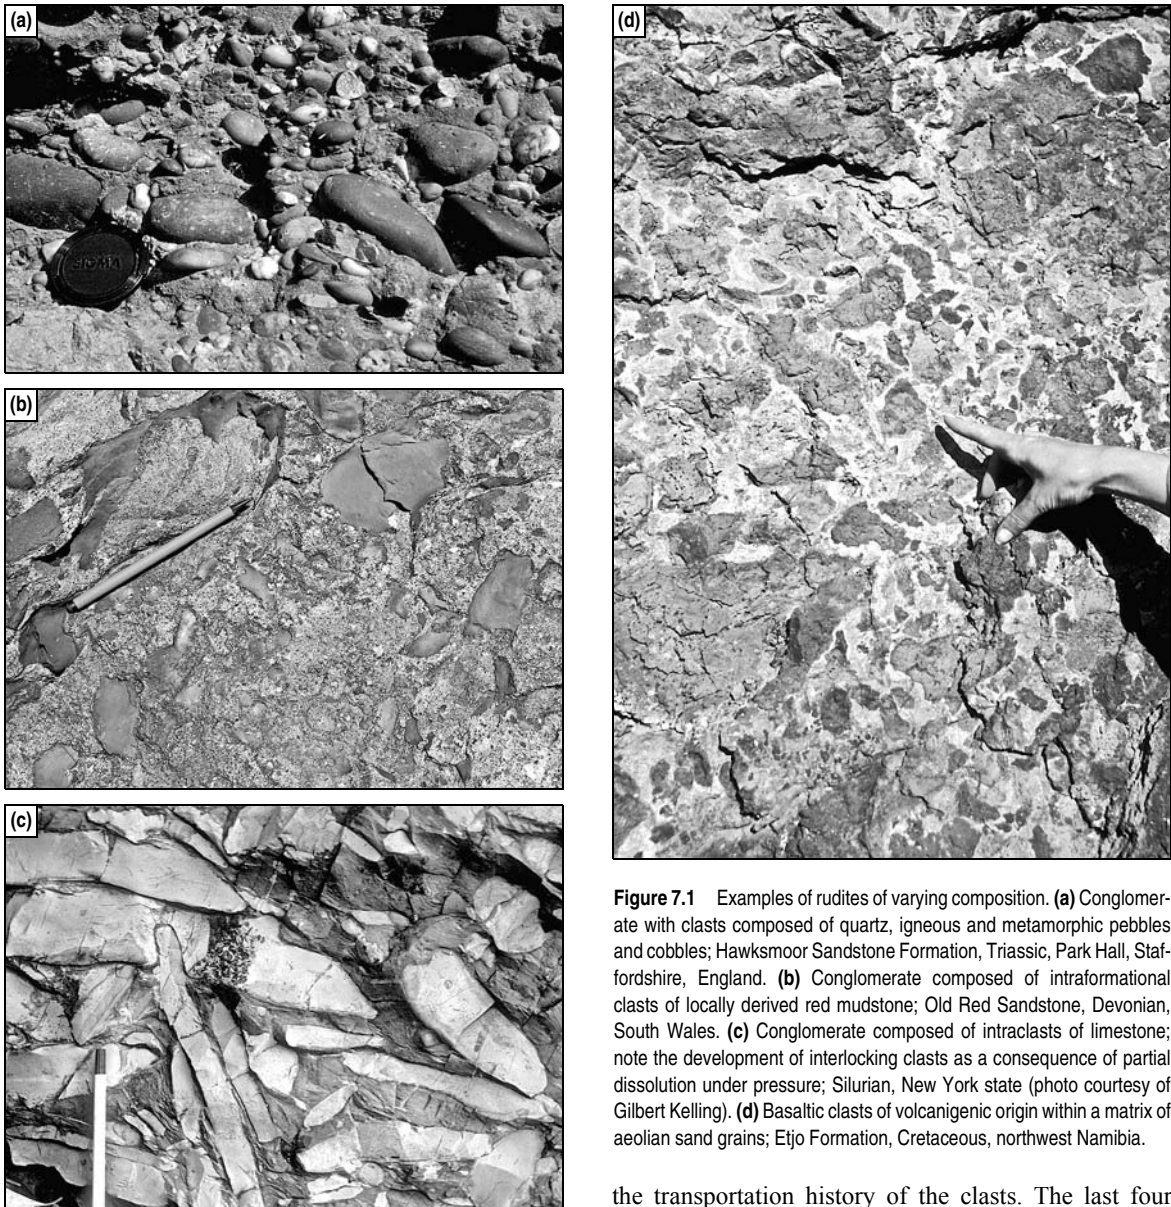 (a)
SIGMA
(b)
(c)
(d)
Figure 7.1 Examples of rudites of varying composition. (a) Conglomer-
ate with clasts composed of quartz, igneous and metamorphic pebbles
and cobbles; Hawksmoor Sandstone Formation, Triassic, Park Hall, Staf-
fordshire, England. (b) Conglomerate composed of intraformational
clasts of locally derived red mudstone; Old Red Sandstone, Devonian,
South Wales. (c) Conglomerate composed of intraclasts of limestone;
note the development of interlocking clasts as a consequence of partial
dissolution under pressure; Silurian, New York state (photo courtesy of
Gilbert Kelling). (d) Basaltic clasts of volcanigenic origin within a matrix of
aeolian sand grains; Etjo Formation, Cretaceous, northwest Namibia.
the transportation history of the clasts. The last four